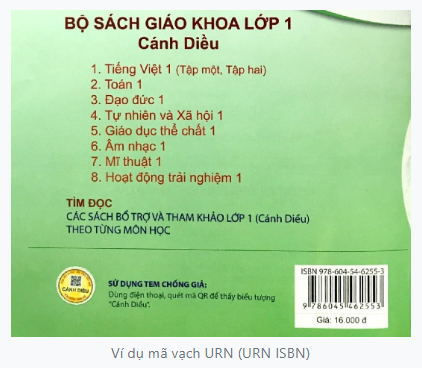 BỘ SÁCH GIÁO KHOA LỚP 1
Cánh Diều
1. Tiếng Việt 1 (Tập một, Tập hai)
2. Toán 1
3. Đạo đức 1
4. Tự nhiên và Xã hội 1
5. Giáo dục thể chất 1
6. Âm nhạc 1
7. Mĩ thuật 1
8. Hoạt động trải nghiệm 1
TÌM ĐỌC
CÁC SÁCH BỔ TRỢ VÀ THAM KHẢO LỚP 1 (Cánh Diều)
THEO TỪNG MÔN HỌC
CÁNH DIỀU
SỬ DỤNG TEM CHỐNG GIẢ:
Dùng điện thoại, quét mã QR để thấy biểu tượng
"Cánh Diều".
ISBN 978-604-54-6255-3
9 786045 462553
Giá: 16.000 đ
Ví dụ mã vạch URN (URN ISBN)